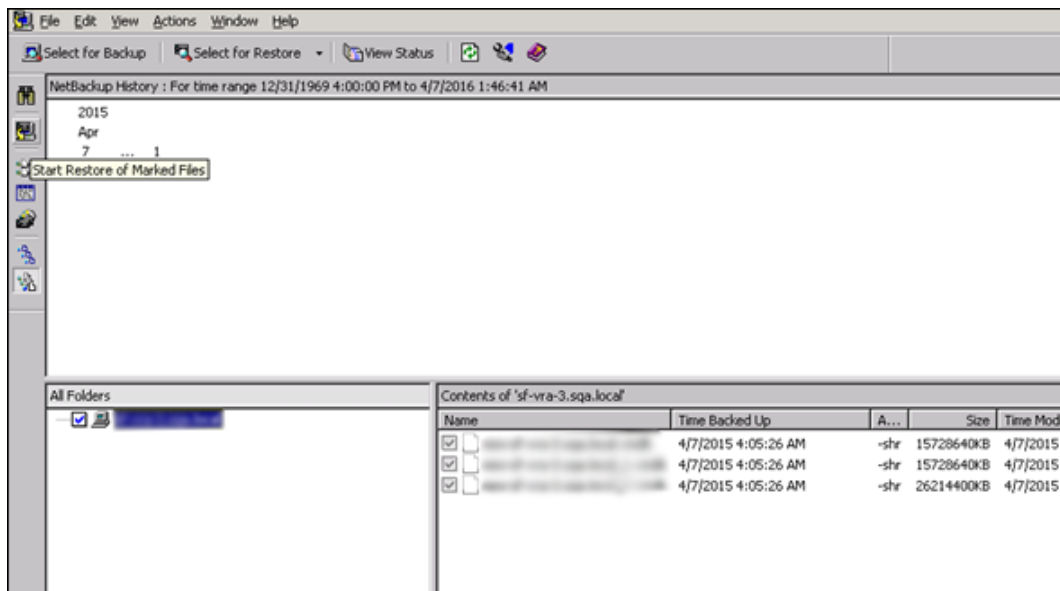 File Edit View Actions Window Help
Select for Backup Select for Restore View Status
NetBackup History : For time range 12/31/1969 4:00:00 PM to 4/7/2016 1:46:41 AM
2015
Apr
7 ... 1
Start Restore of Marked Files
All Folders
Contents of 'sf-vra-3.sqa.local'
Name Time Backed Up A... Size Time Mod
4/7/2015 4:05:26 AM -shr 15728640KB 4/7/2015
4/7/2015 4:05:26 AM -shr 15728640KB 4/7/2015
4/7/2015 4:05:26 AM -shr 26214400KB 4/7/2015